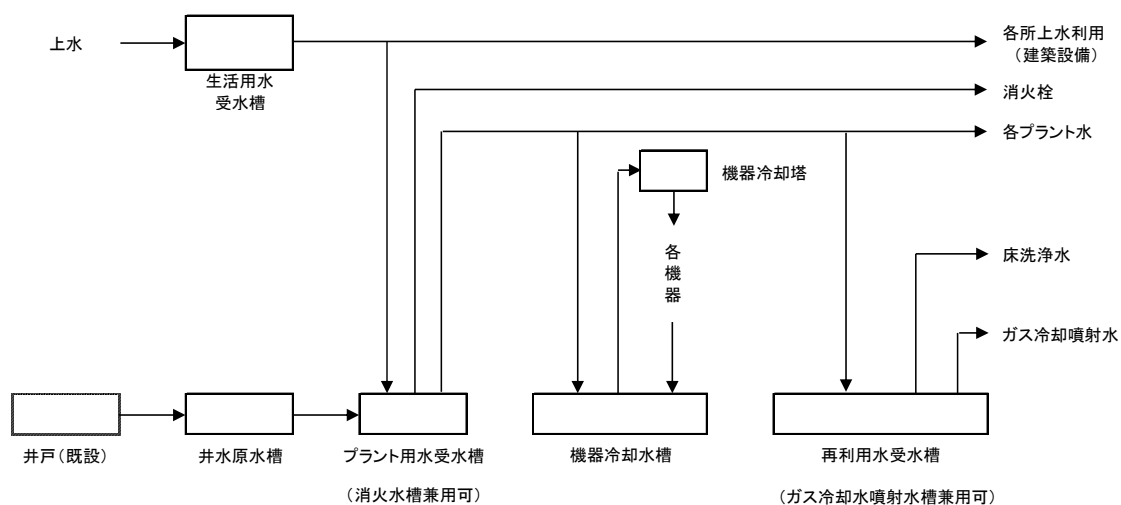 上水
生活用水
受水槽
各所上水利用
（建築設備）
消火栓
各プラント水
機器冷却塔
各
機
器
床洗浄水
ガス冷却噴射水
井戸（既設）
井水原水槽
プラント用水受水槽
（消火水槽兼用可）
機器冷却水槽
再利用水受水槽
（ガス冷却水噴射水槽兼用可）